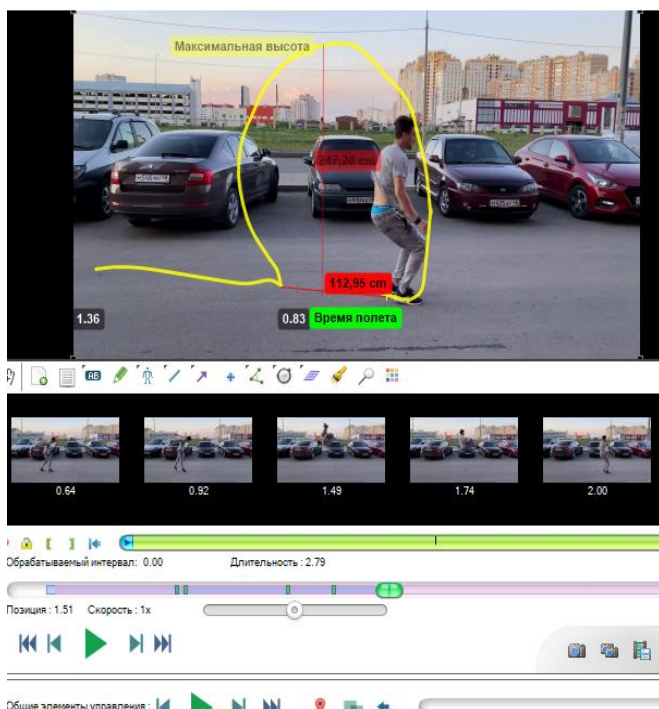 Максимальная высота
247,28 cm
112,95 cm
1.36
0.83 Время полета
AB
0.64 0.92 1.49 1.74 2.00
Обрабатываемый интервал: 0.00 Длительность : 2.79
Позиция : 1.51 Скорость : 1x
Общие элементы управления :